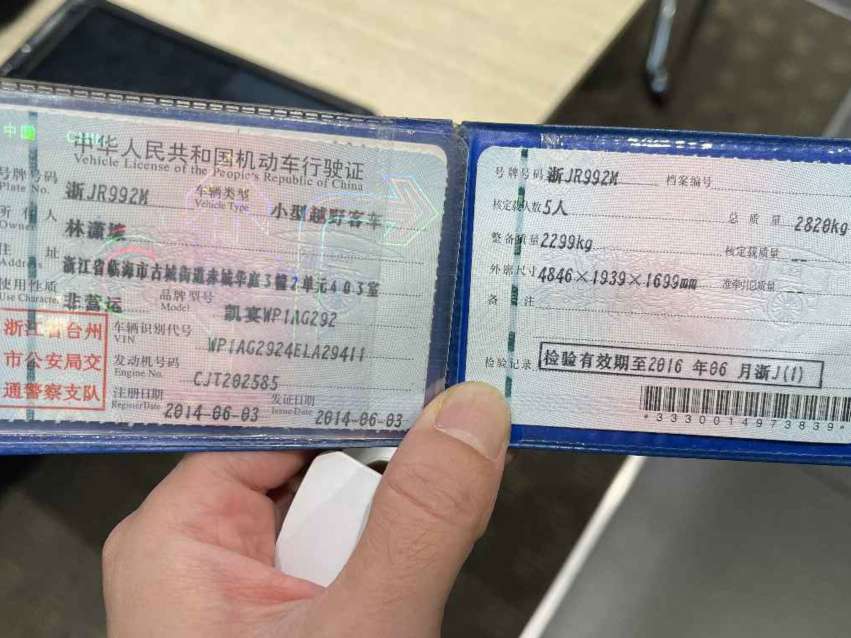 中国 CHINA
中华人民共和国机动车行驶证
Vehicle License of the People's Republic of China
号牌号码 浙JR992M 车辆类型 小型越野客车
Plate No. Vehicle Type
所有人 林潇瑛
Owner
住址 浙江省临海市古城街道赤城华庭3幢2单元403室
Address
使用性质 非营运 品牌型号 凯宴WP1AG292
Use Character Model
浙江省台州
市公安局交
通警察支队
车辆识别代号 WP1AG2924ELA29411
VIN
发动机号码 CJT202585
Engine No.
注册日期 2014-06-03 发证日期 2014-06-03
Register Date Issue Date
号牌号码 浙JR992M 档案编号
核定载人数 5人 总质量 2820kg
整备质量 2299kg 核定载质量 --
外廓尺寸 4846×1939×1699mm 准牵引总质量 --
备注
检验记录 检验有效期至2016 年06 月浙J(1)
*3330014973839